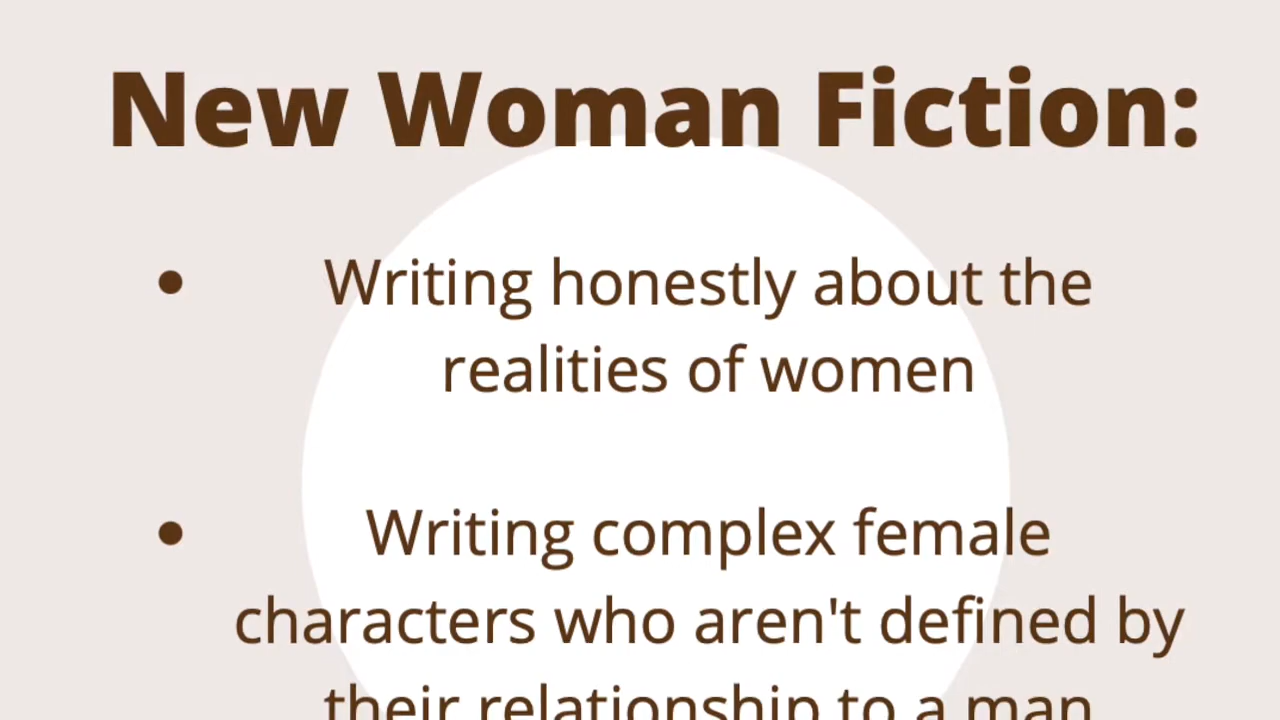 New Woman Fiction:
• Writing honestly about the
realities of women
• Writing complex female
characters who aren't defined by
their relationship to a man